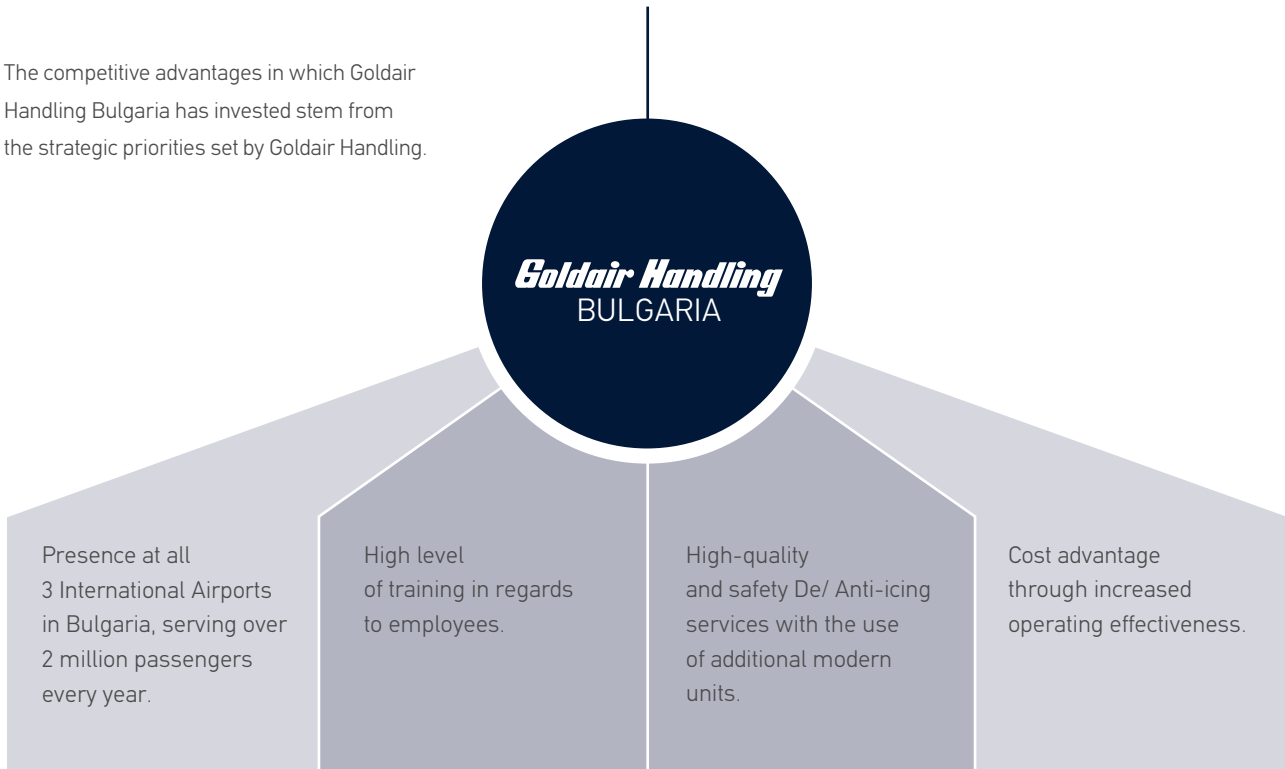 The competitive advantages in which Goldair
Handling Bulgaria has invested stem from
the strategic priorities set by Goldair Handling.
Goldair Handling
BULGARIA
Presence at all
3 International Airports
in Bulgaria, serving over
2 million passengers
every year.
High level
of training in regards
to employees.
High-quality
and safety De/ Anti-icing
services with the use
of additional modern
units.
Cost advantage
through increased
operating effectiveness.